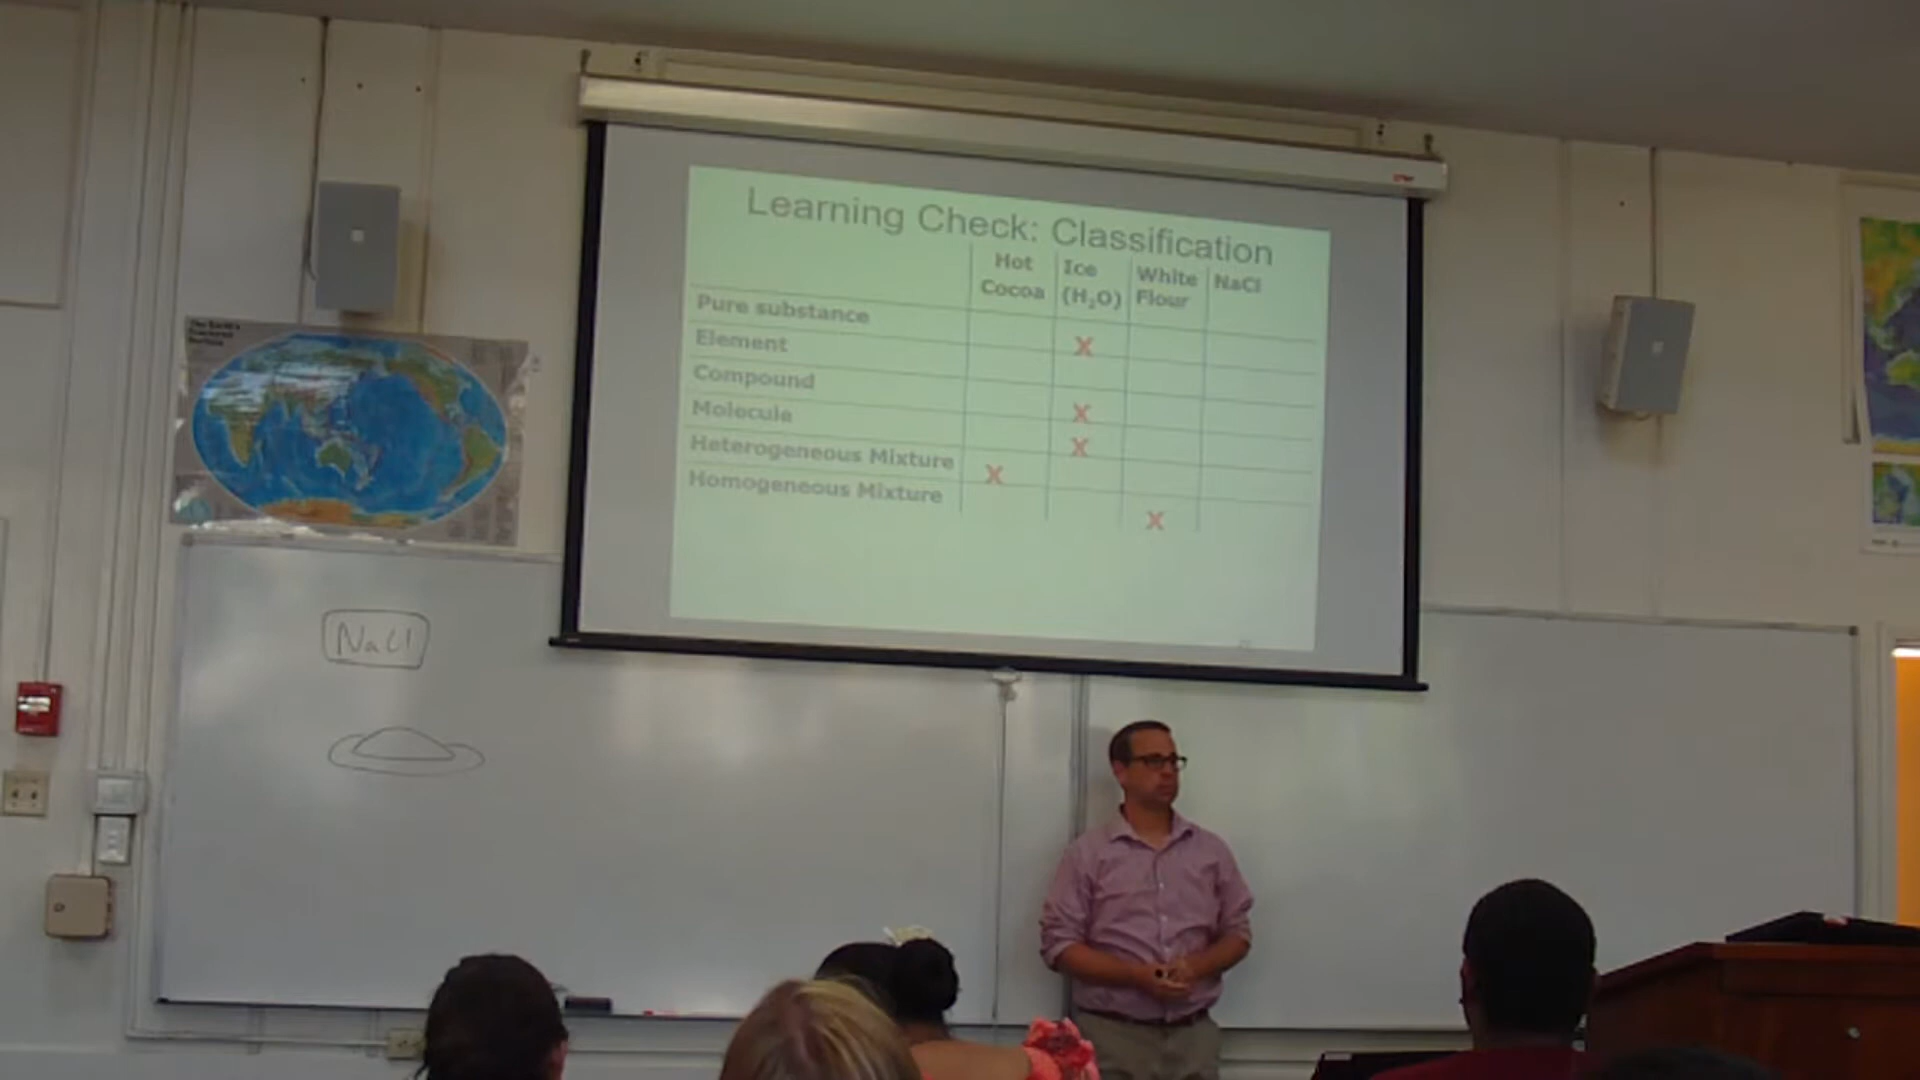 Learning Check: Classification
Hot Cocoa
Ice (H₂O)
White Flour
NaCl
Pure substance
X
Element
Compound
X
Molecule
X
Heterogeneous Mixture
X
Homogeneous Mixture
X
NaCl